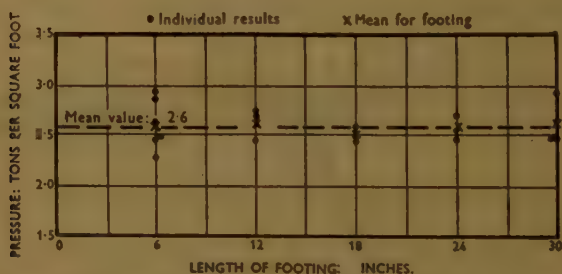 • Individual results × Mean for footing
PRESSURE: TONS PER SQUARE FOOT
3·5
3·0
Mean value: 2·6
2·5
2·0
1·5
0 6 12 18 24 30
LENGTH OF FOOTING: INCHES.